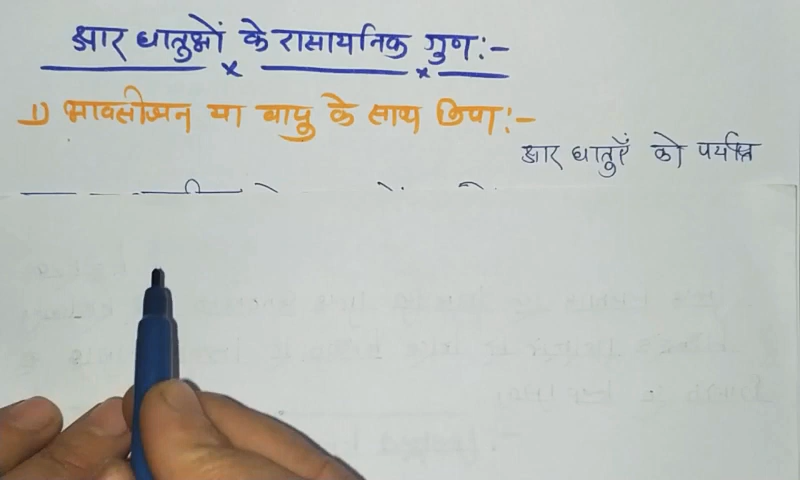 क्षार धातुओं के रासायनिक गुण:-
1) ऑक्सीजन या वायु के साथ क्रिया:-
क्षार धातुएँ को पर्याप्त